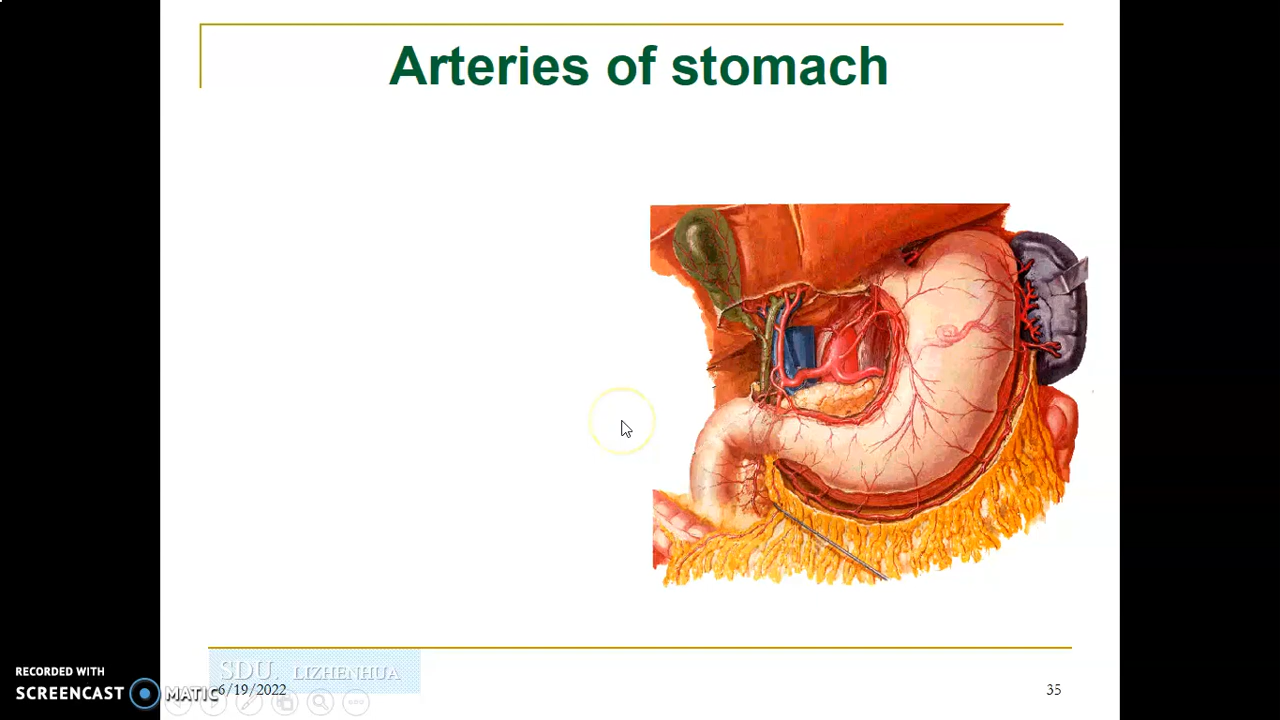 Arteries of stomach
SDU. LIZHENHUA
6/19/2022
35
RECORDED WITH
SCREENCAST MATIC